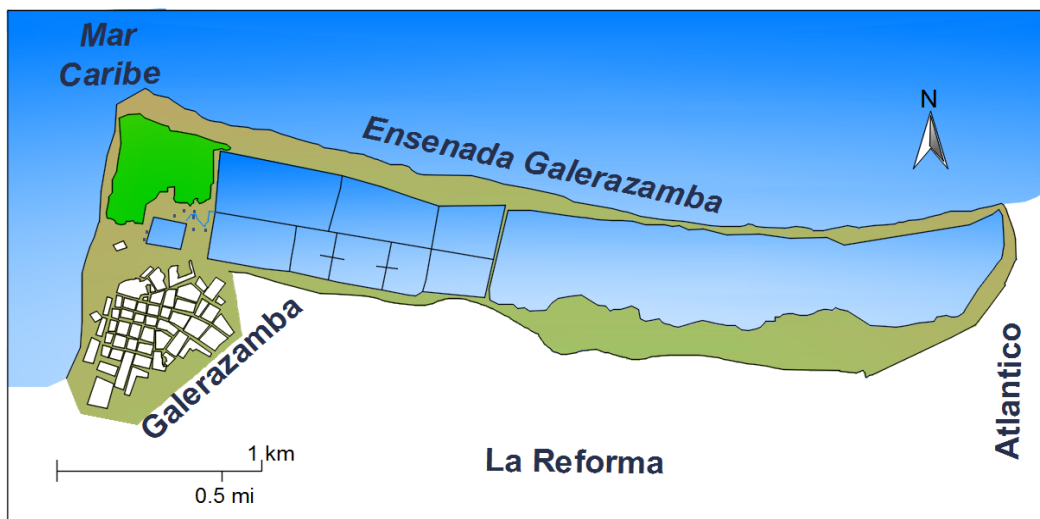 Mar
Caribe
Ensenada Galerazamba
N
Galerazamba
Atlantico
La Reforma
1 km
0.5 mi